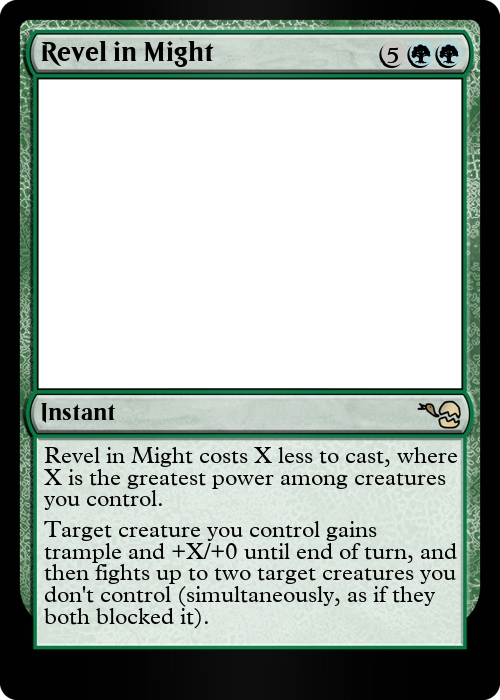 Revel in Might 5
Instant
Revel in Might costs X less to cast, where
X is the greatest power among creatures
you control.
Target creature you control gains
trample and +X/+0 until end of turn, and
then fights up to two target creatures you
don't control (simultaneously, as if they
both blocked it).